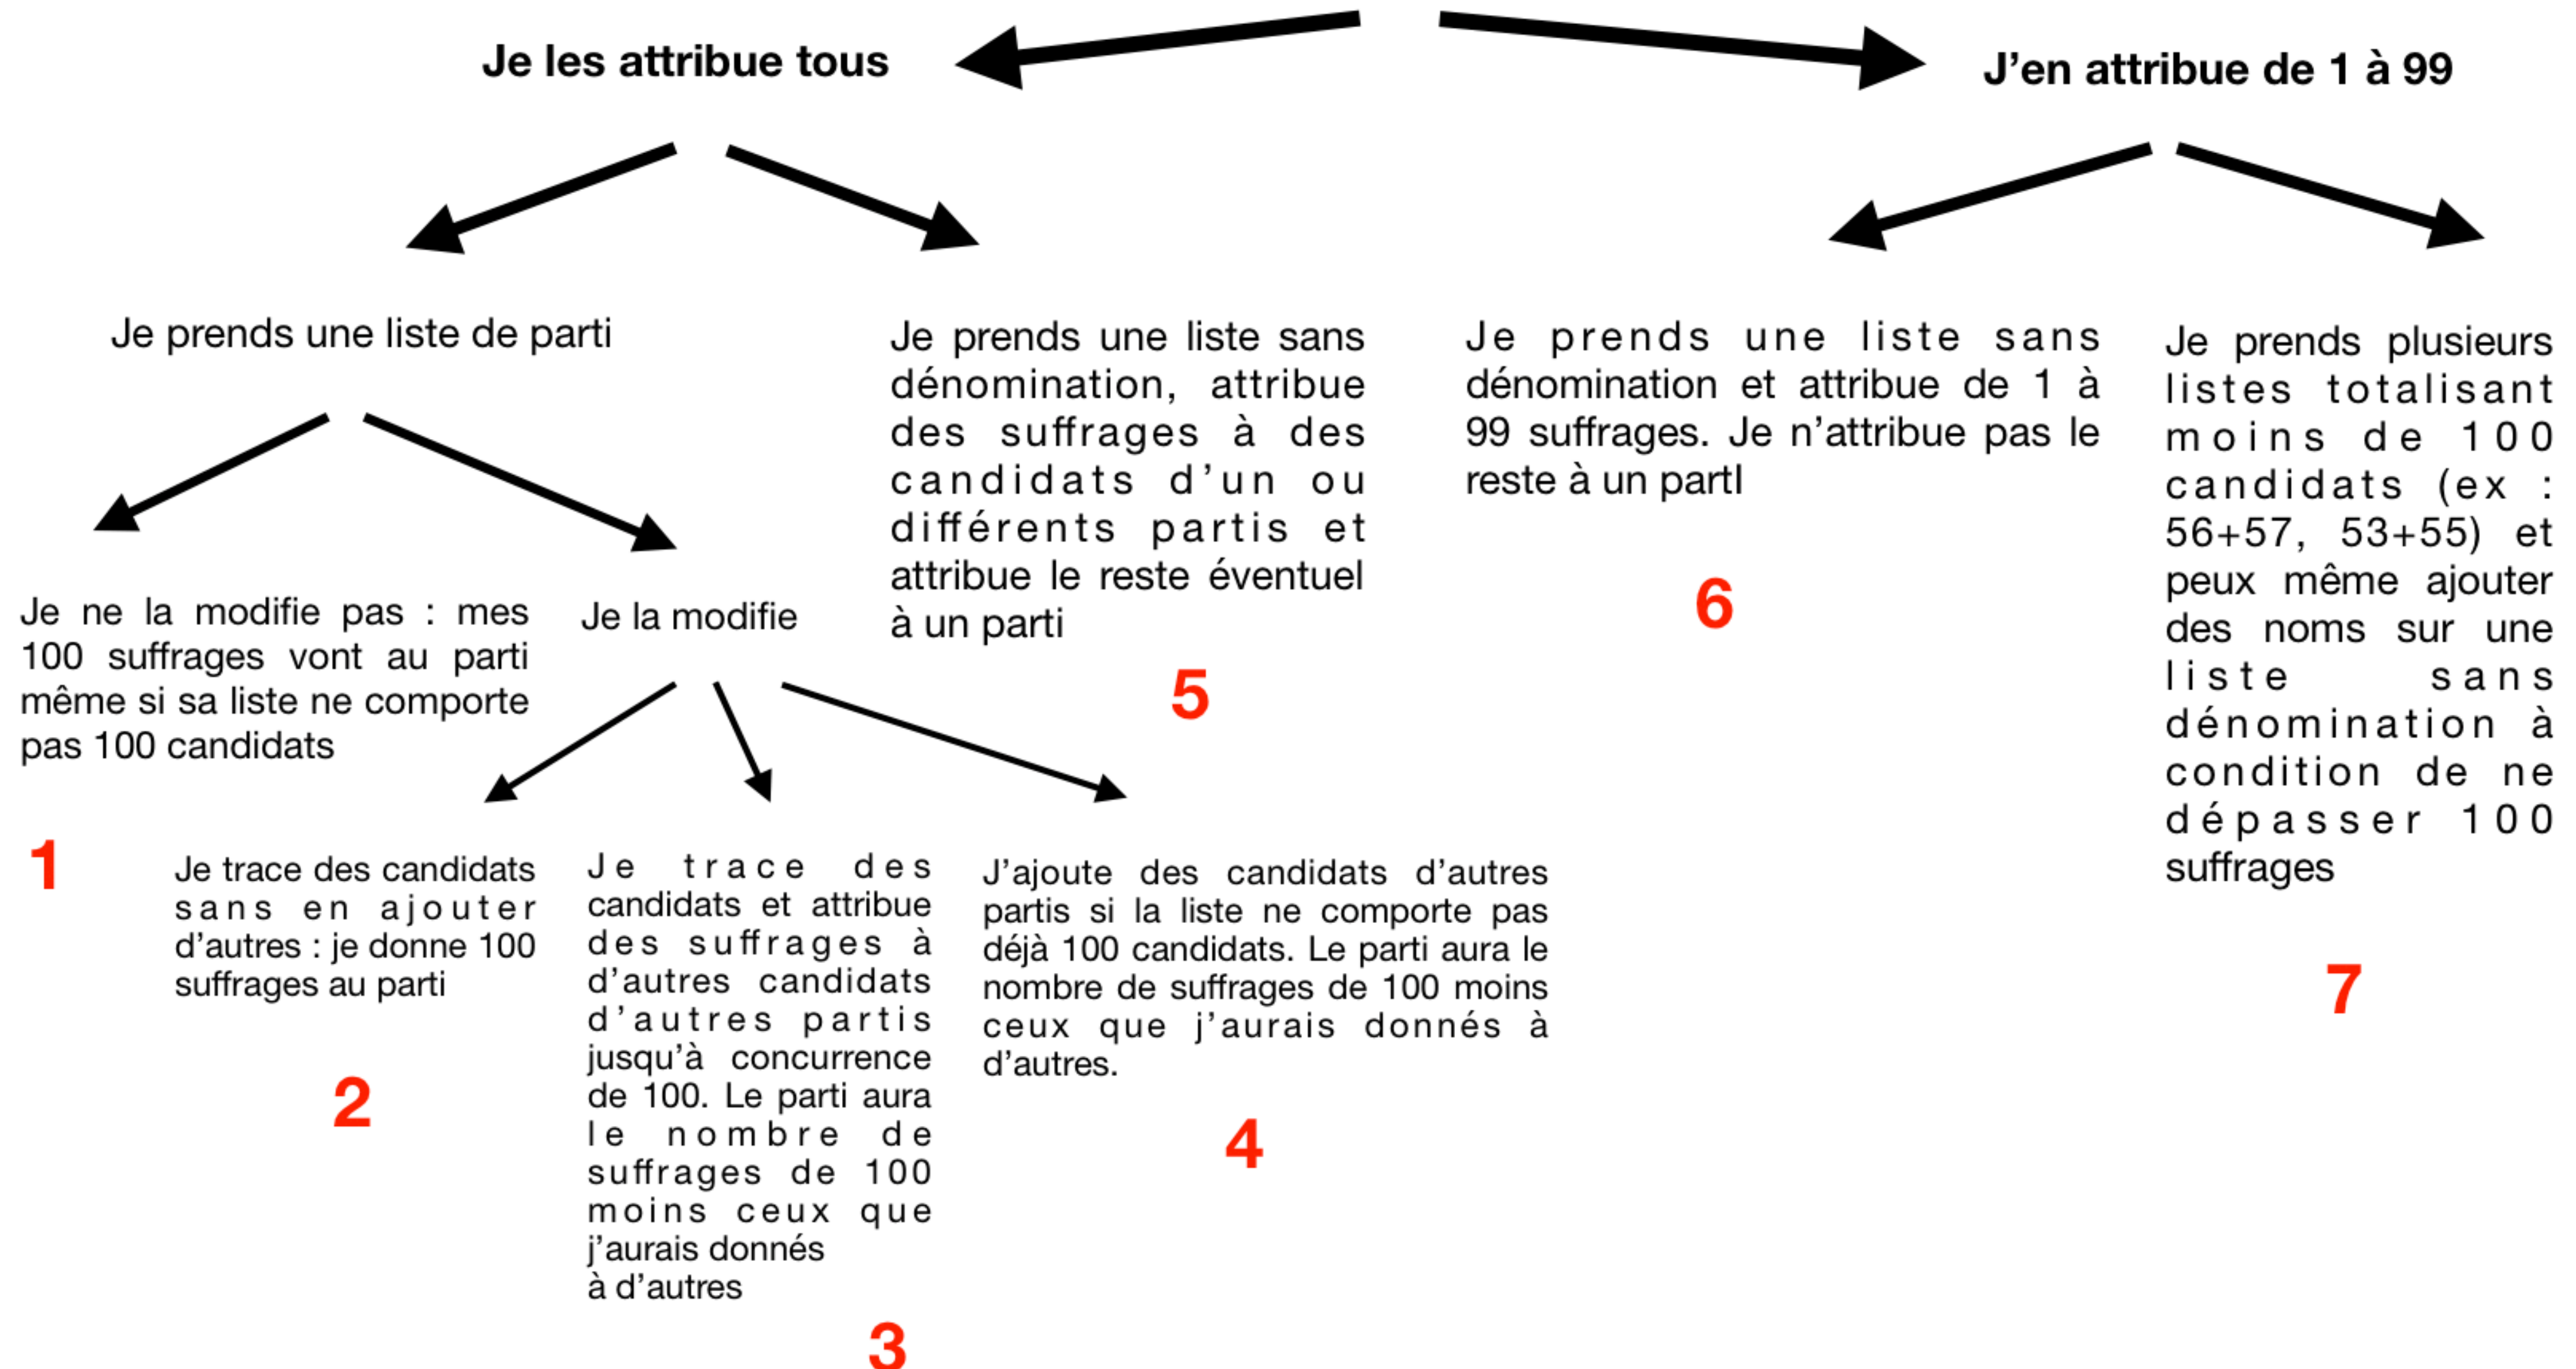 Je les attribue tous
J'en attribue de 1 à 99
Je prends une liste de parti
Je ne la modifie pas : mes
100 suffrages vont au parti
même si sa liste ne comporte
pas 100 candidats
1
Je la modifie
Je trace des candidats
sans en ajouter
d'autres : je donne 100
suffrages au parti
2
Je trace des
candidats et attribue
des suffrages à
d'autres candidats
d'autres partis
jusqu'à concurrence
de 100. Le parti aura
le nombre de
suffrages de 100
moins ceux que
j'aurais donnés
à d'autres
3
J'ajoute des candidats d'autres
partis si la liste ne comporte pas
déjà 100 candidats. Le parti aura le
nombre de suffrages de 100 moins
ceux que j'aurais donnés à
d'autres.
4
Je prends une liste sans
dénomination, attribue
des suffrages à des
candidats d'un ou
différents partis et
attribue le reste éventuel
à un parti
5
Je prends une liste sans
dénomination et attribue de 1 à
99 suffrages. Je n'attribue pas le
reste à un partI
6
Je prends plusieurs
listes totalisant
moins de 100
candidats (ex :
56+57, 53+55) et
peux même ajouter
des noms sur une
liste sans
dénomination à
condition de ne
dépasser 100
suffrages
7